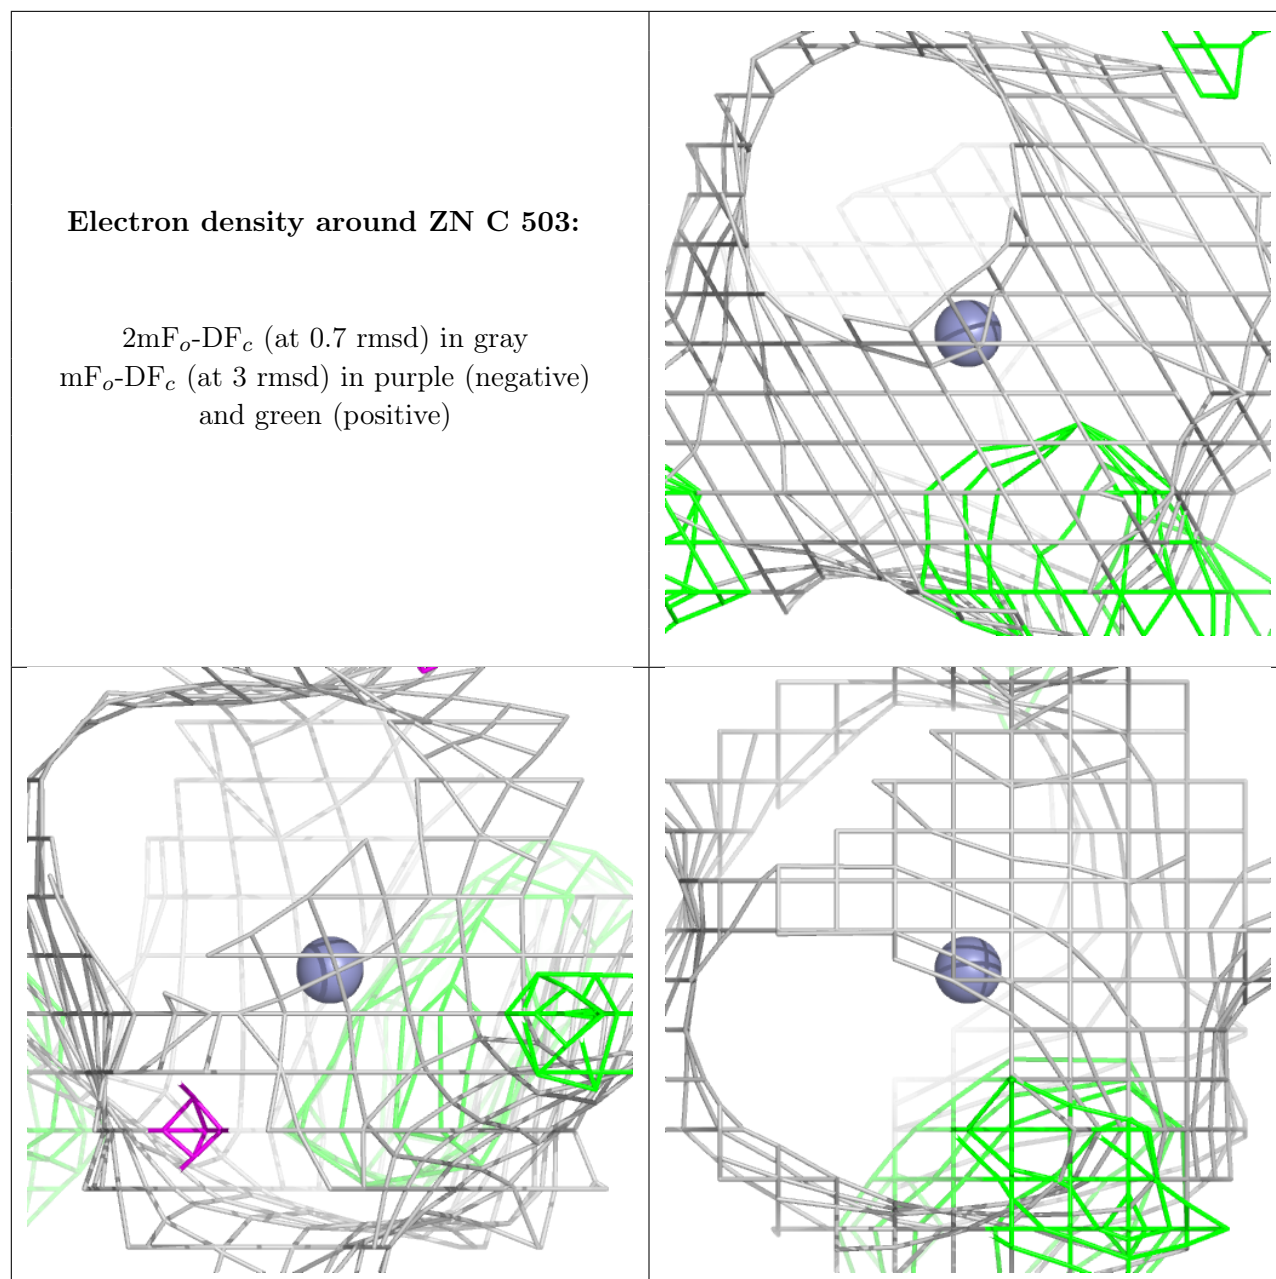 Electron density around ZN C 503:
2mFo-DFc (at 0.7 rmsd) in gray
mFo-DFc (at 3 rmsd) in purple (negative)
and green (positive)